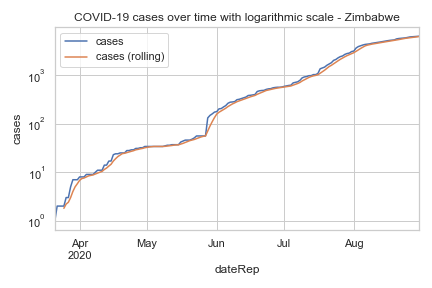 COVID-19 cases over time with logarithmic scale - Zimbabwe
cases
cases (rolling)
10³
10²
10¹
10⁰
cases
Apr
2020
May
Jun
Jul
Aug
dateRep